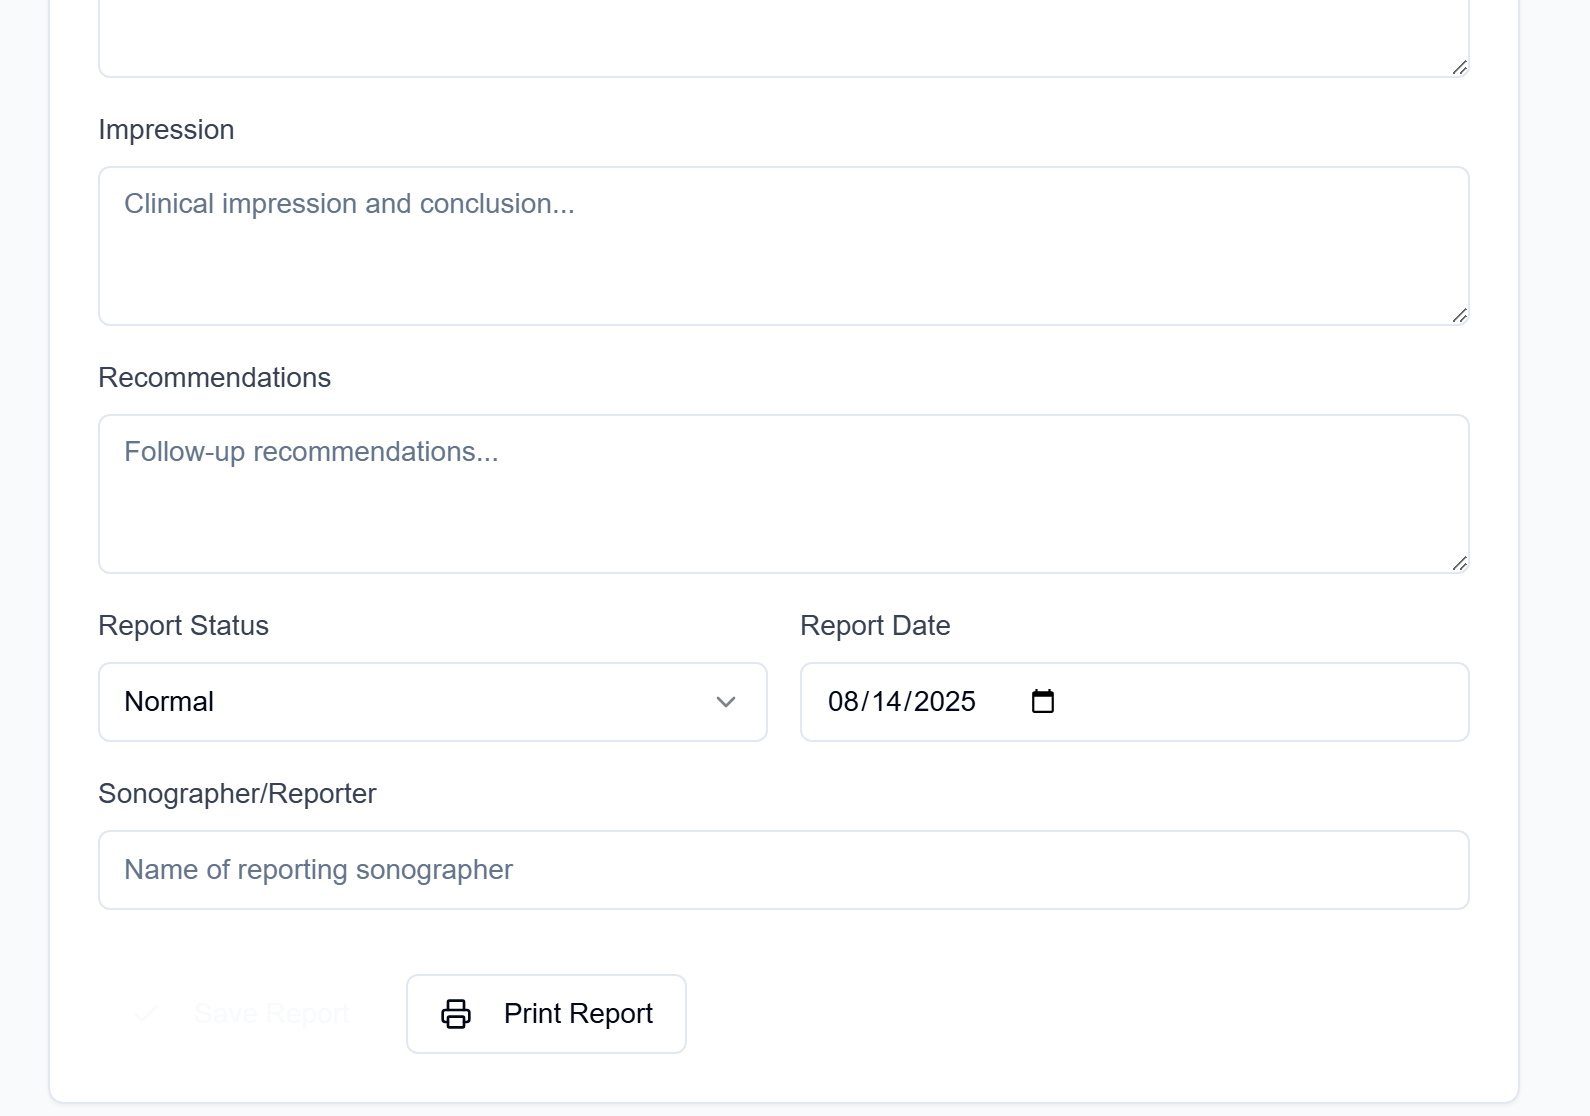 Impression
Clinical impression and conclusion...
Recommendations
Follow-up recommendations...
Report Status
Report Date
Normal
08/14/2025
Sonographer/Reporter
Name of reporting sonographer
Save Report
Print Report